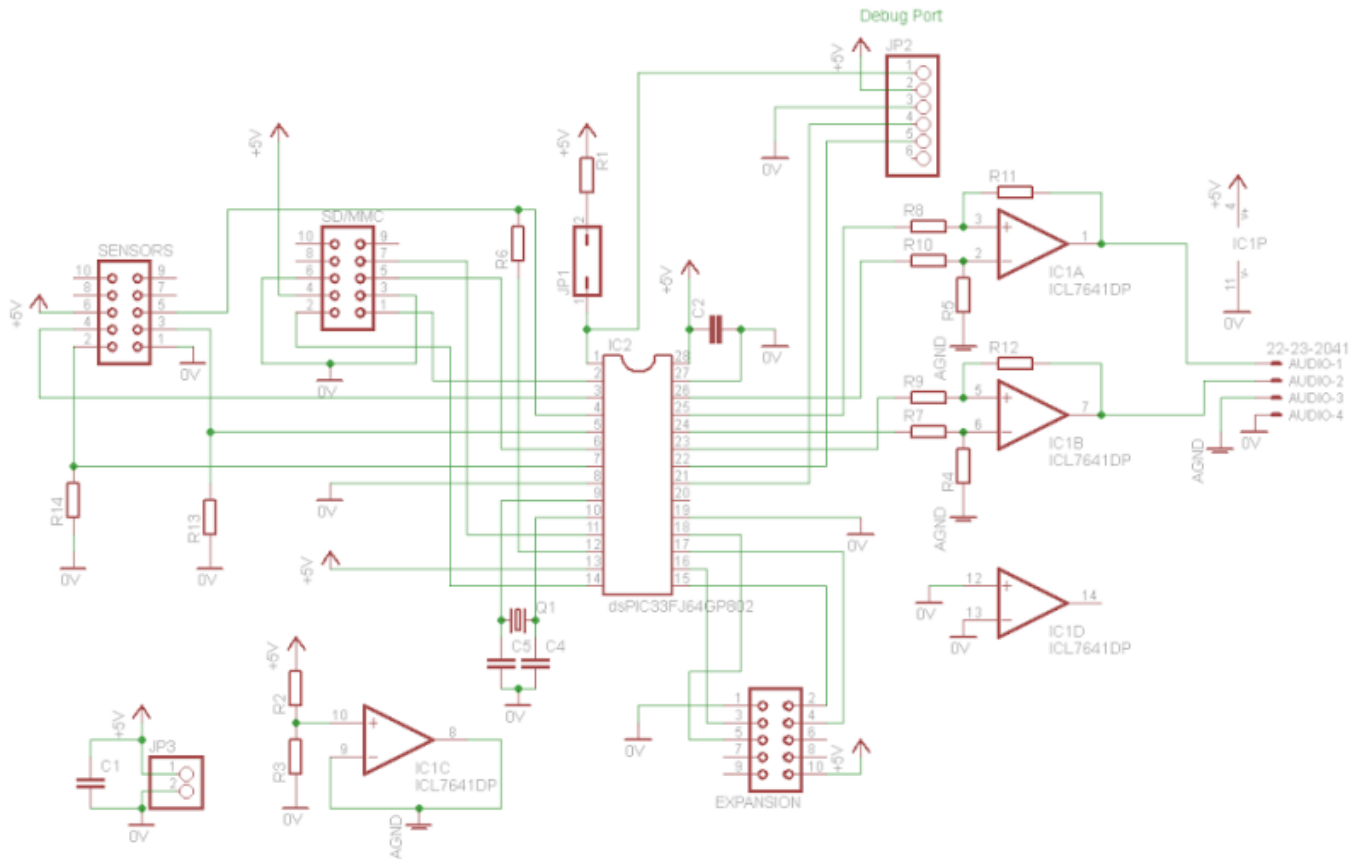 Debug Port
JP2
+5V
1
2
3
4
5
6
0V
+5V
+5V
R1
2
JP1
1
SD/MMC
10 9
8 7
6 5
4 3
2 1
0V
SENSORS
10 9
8 7
6 5
4 3
2 1
+5V
0V
R6
+5V
C2
0V
R11
R8
R10
3
2
1
IC1A
ICL7641DP
R5
AGND
+5V
4
V+
IC1P
V-
11
0V
R12
R9
R7
5
6
7
IC1B
ICL7641DP
R4
AGND
22-23-2041
AUDIO-1
AUDIO-2
AUDIO-3
AUDIO-4
AGND
0V
IC2
1 28
2 27
3 26
4 25
5 24
6 23
7 22
8 21
9 20
10 19
11 18
12 17
13 16
14 15
dsPIC33FJ64GP802
0V
0V
+5V
R14
0V
R13
0V
Q1
C5
C4
0V
12
13
14
0V
0V
IC1D
ICL7641DP
+5V
R2
R3
0V
10
9
8
IC1C
ICL7641DP
AGND
+5V
JP3
C1
1
2
0V
0V
1 2
3 4
5 6
7 8
9 10
+5V
EXPANSION